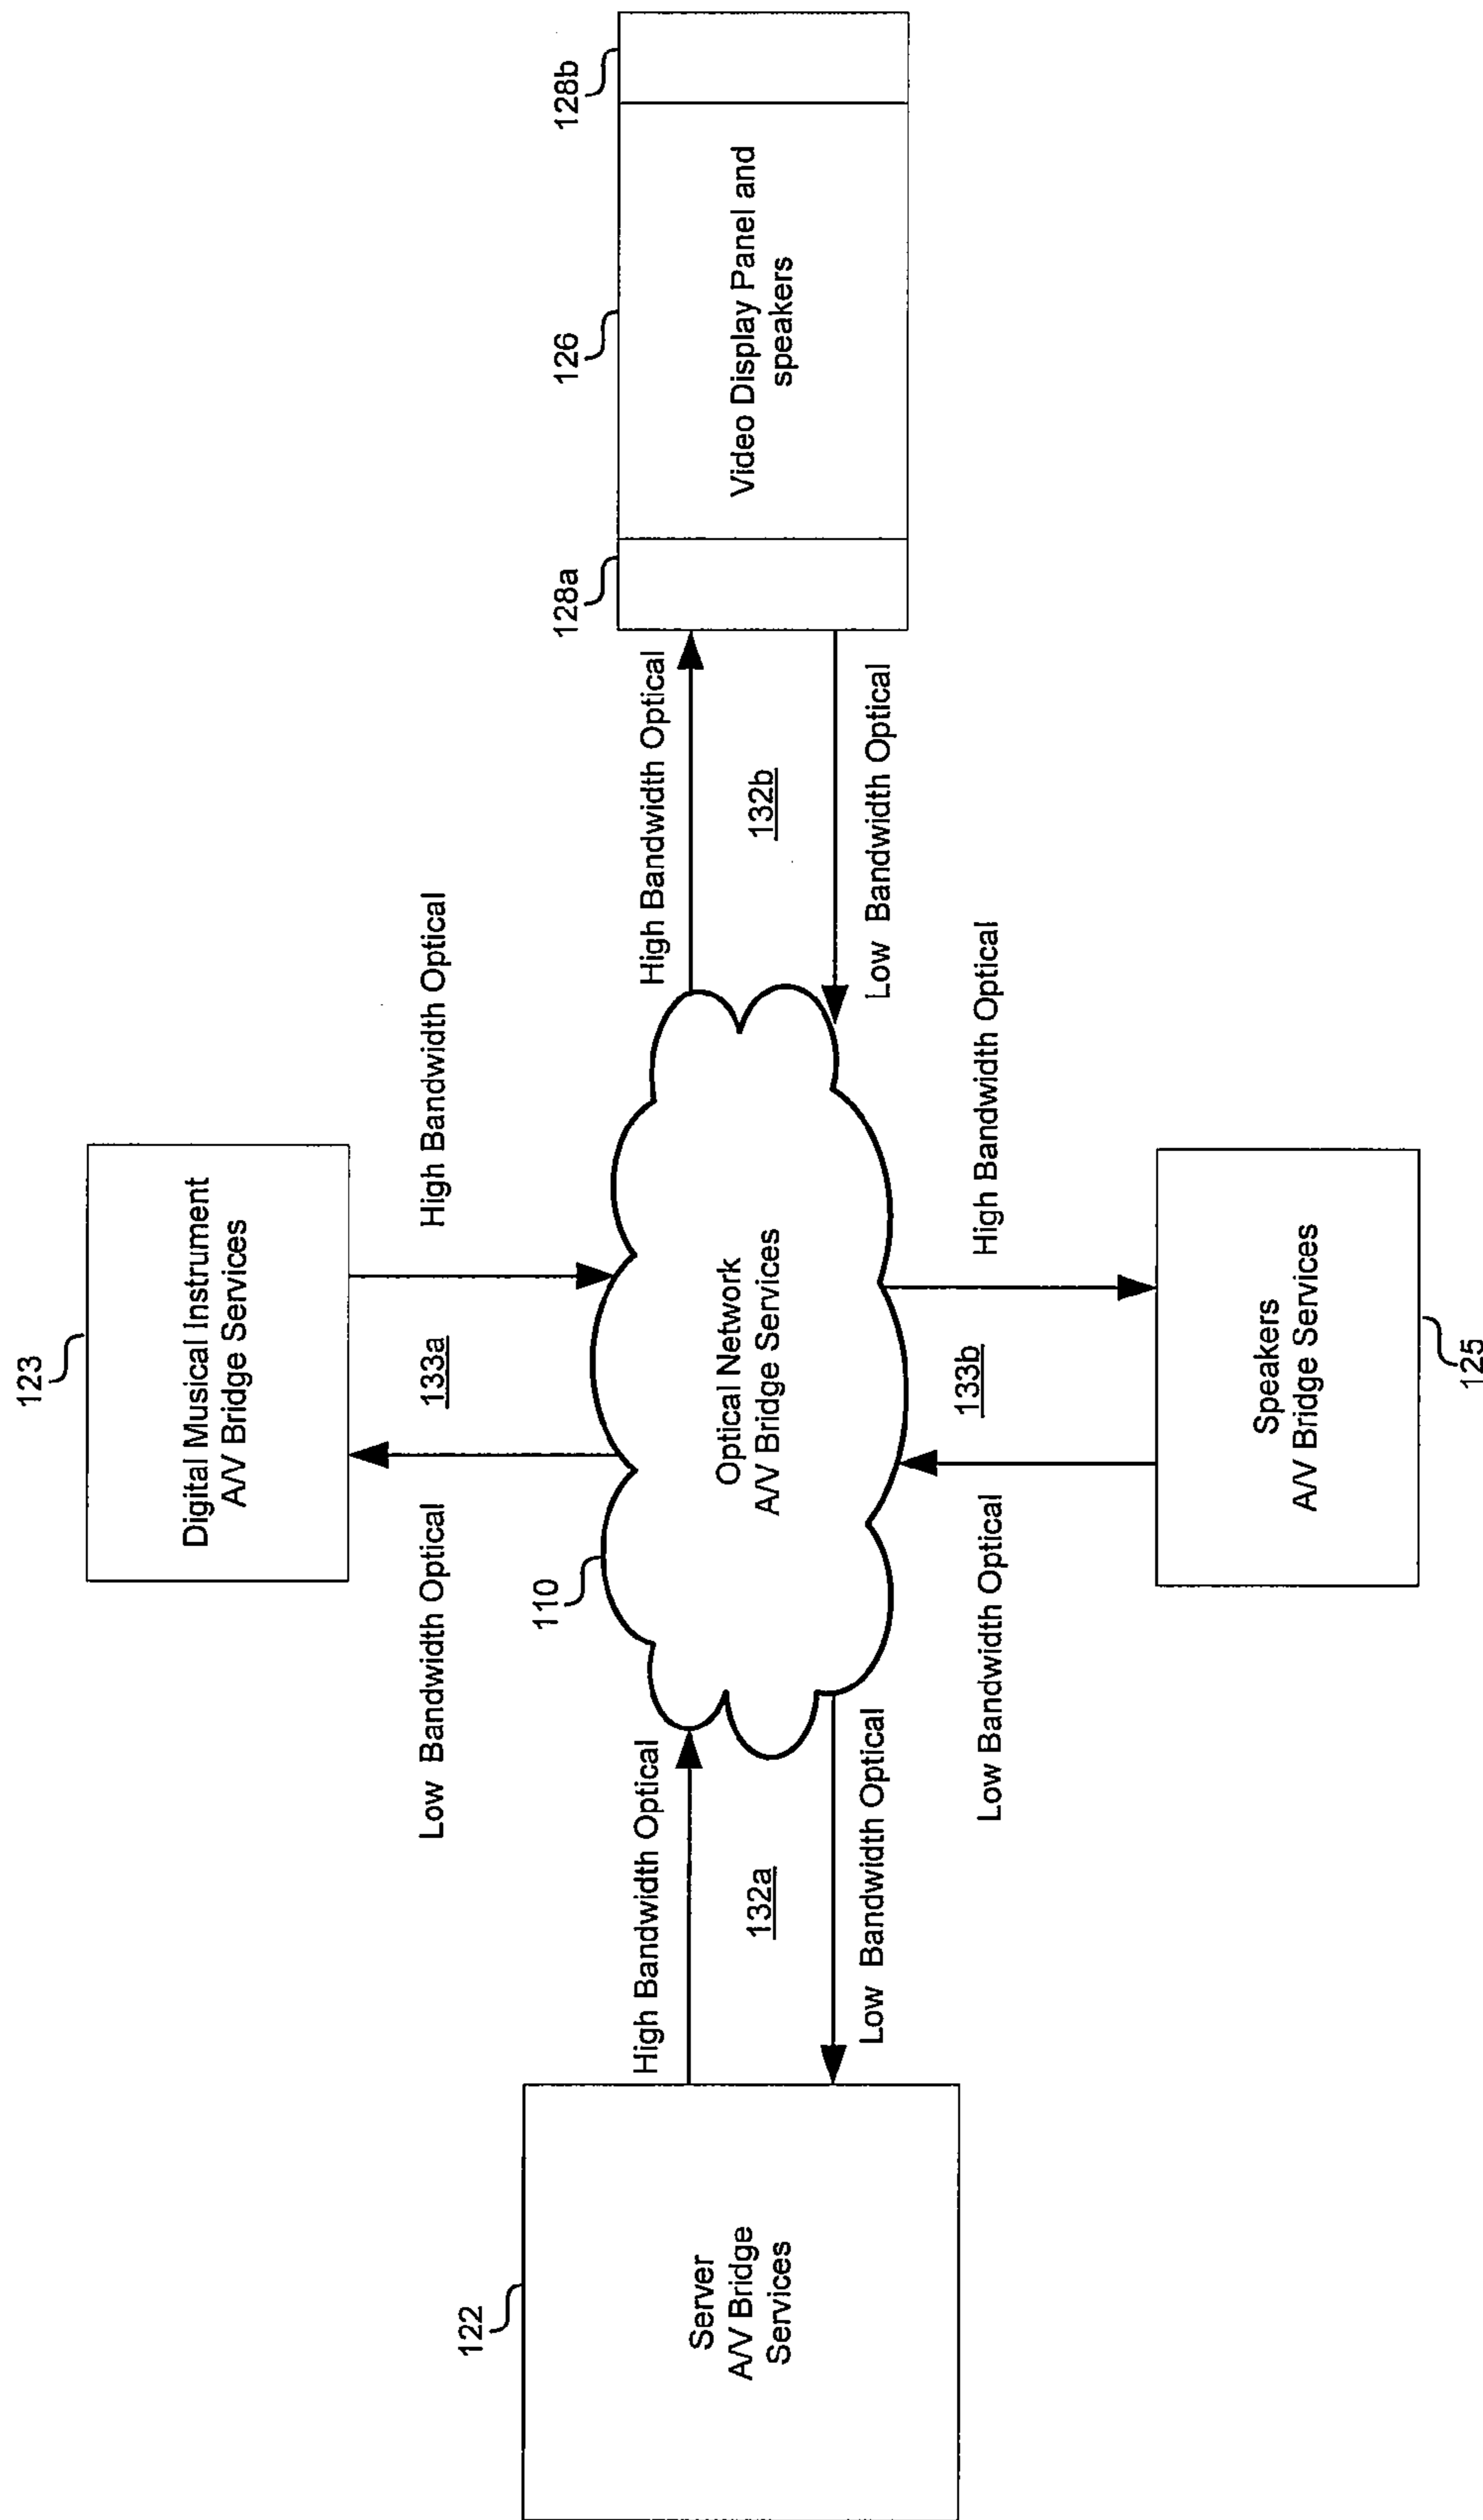 123
Digital Musical Instrument
A/V Bridge Services
Low Bandwidth Optical
133a
High Bandwidth Optical
122
Server
A/V Bridge
Services
High Bandwidth Optical
132a
Low Bandwidth Optical
110
Optical Network
A/V Bridge Services
High Bandwidth Optical
132b
Low Bandwidth Optical
128a
126
128b
Video Display Panel and
speakers
Low Bandwidth Optical
133b
High Bandwidth Optical
Speakers
A/V Bridge Services
125